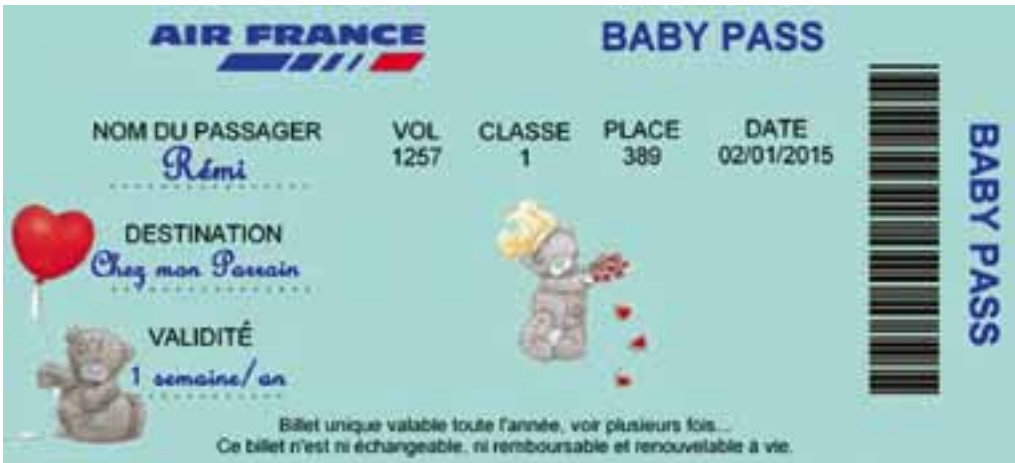 AIR FRANCE
BABY PASS
NOM DU PASSAGER
Rémi
VOL
1257
CLASSE
1
PLACE
389
DATE
02/01/2015
DESTINATION
Chez mon Parrain
VALIDITÉ
1 semaine/an
Billet unique valable toute l'année, voir plusieurs fois...
Ce billet n'est ni échangeable, ni remboursable et renouvelable à vie.
BABY PASS